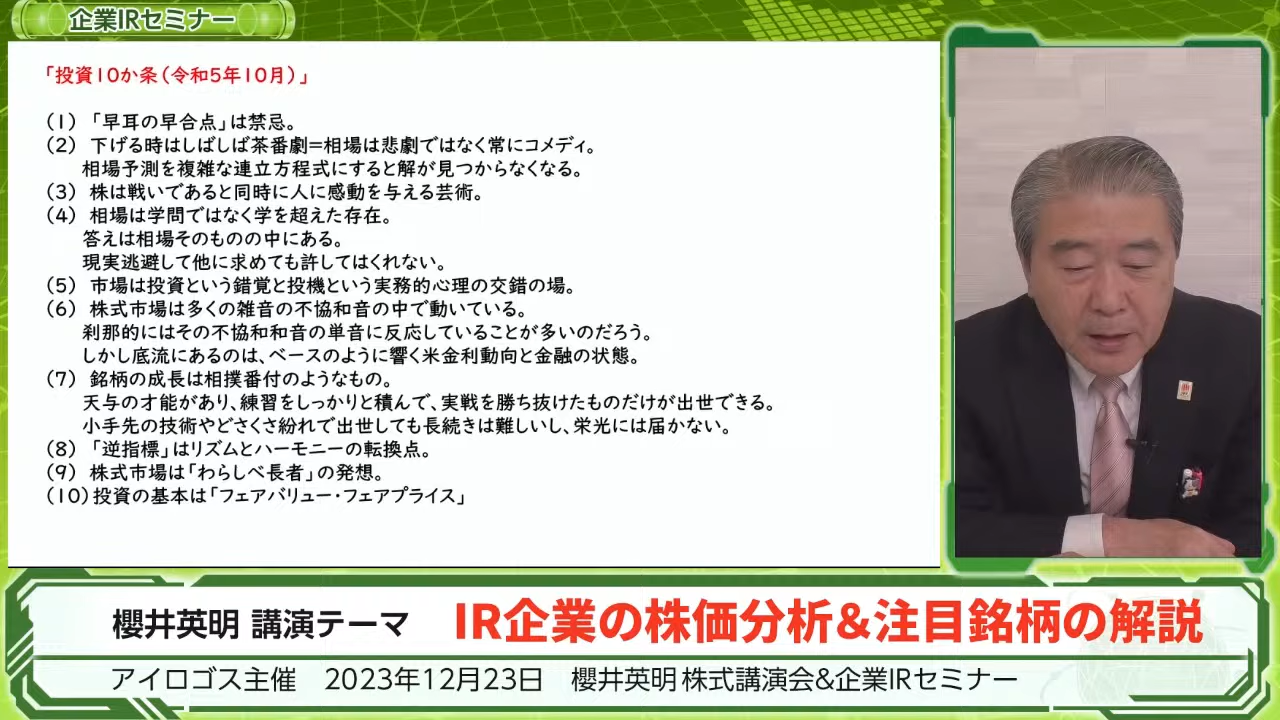 企業IRセミナー
「投資10か条(令和5年10月)」
(1) 「早耳の早合点」は禁忌。
(2) 下げる時はしばしば茶番劇=相場は悲劇ではなく常にコメディ。
相場予測を複雑な連立方程式にすると解が見つからなくなる。
(3) 株は戦いであると同時に人に感動を与える芸術。
(4) 相場は学問ではなく学を超えた存在。
答えは相場そのものの中にある。
現実逃避して他に求めても許してはくれない。
(5) 市場は投資という錯覚と投機という実務的心理の交錯の場。
(6) 株式市場は多くの雑音の不協和音の中で動いている。
刹那的にはその不協和和音の単音に反応していることが多いのだろう。
しかし底流にあるのは、ベースのように響く米金利動向と金融の状態。
(7) 銘柄の成長は相撲番付のようなもの。
天与の才能があり、練習をしっかりと積んで、実戦を勝ち抜けたものだけが出世できる。
小手先の技術やどさくさ紛れで出世しても長続きは難しいし、栄光には届かない。
(8) 「逆指標」はリズムとハーモニーの転換点。
(9) 株式市場は「わらしべ長者」の発想。
(10)投資の基本は「フェアバリュー・フェアプライス」
櫻井英明 講演テーマ IR企業の株価分析&注目銘柄の解説
アイロゴス主催 2023年12月23日 櫻井英明 株式講演会&企業IRセミナー